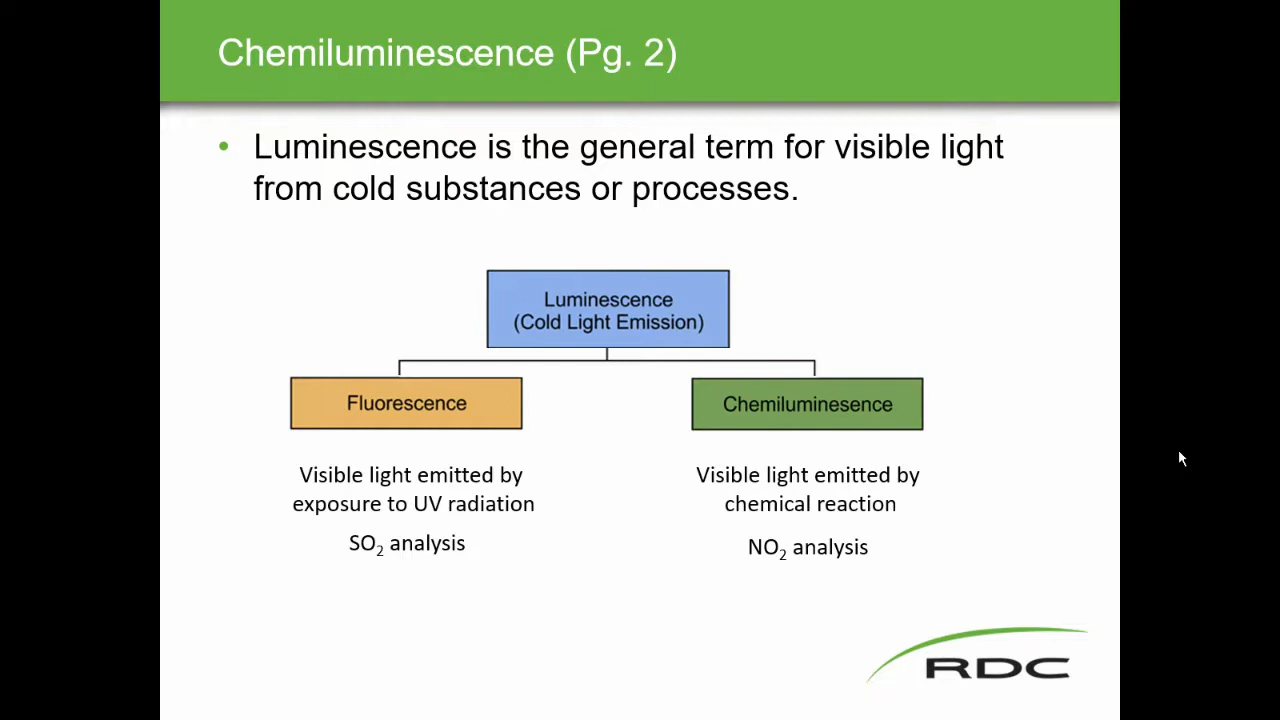 Chemiluminescence (Pg. 2)
• Luminescence is the general term for visible light
from cold substances or processes.
Luminescence
(Cold Light Emission)
Fluorescence
Chemiluminesence
Visible light emitted by
exposure to UV radiation
SO₂ analysis
Visible light emitted by
chemical reaction
NO₂ analysis
RDC